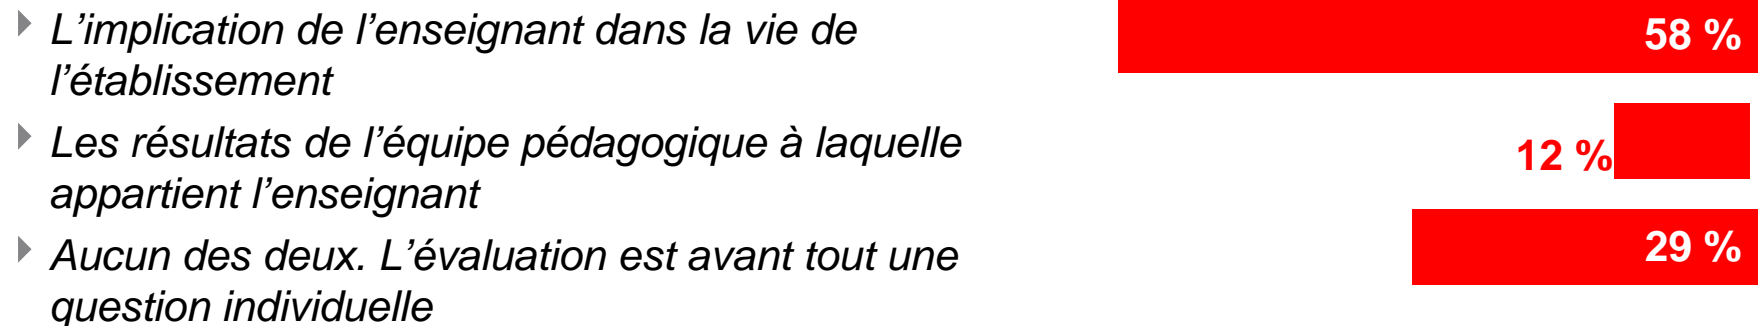 L’implication de l’enseignant dans la vie de
l’établissement
58 %
Les résultats de l’équipe pédagogique à laquelle
appartient l’enseignant
12 %
Aucun des deux. L’évaluation est avant tout une
question individuelle
29 %